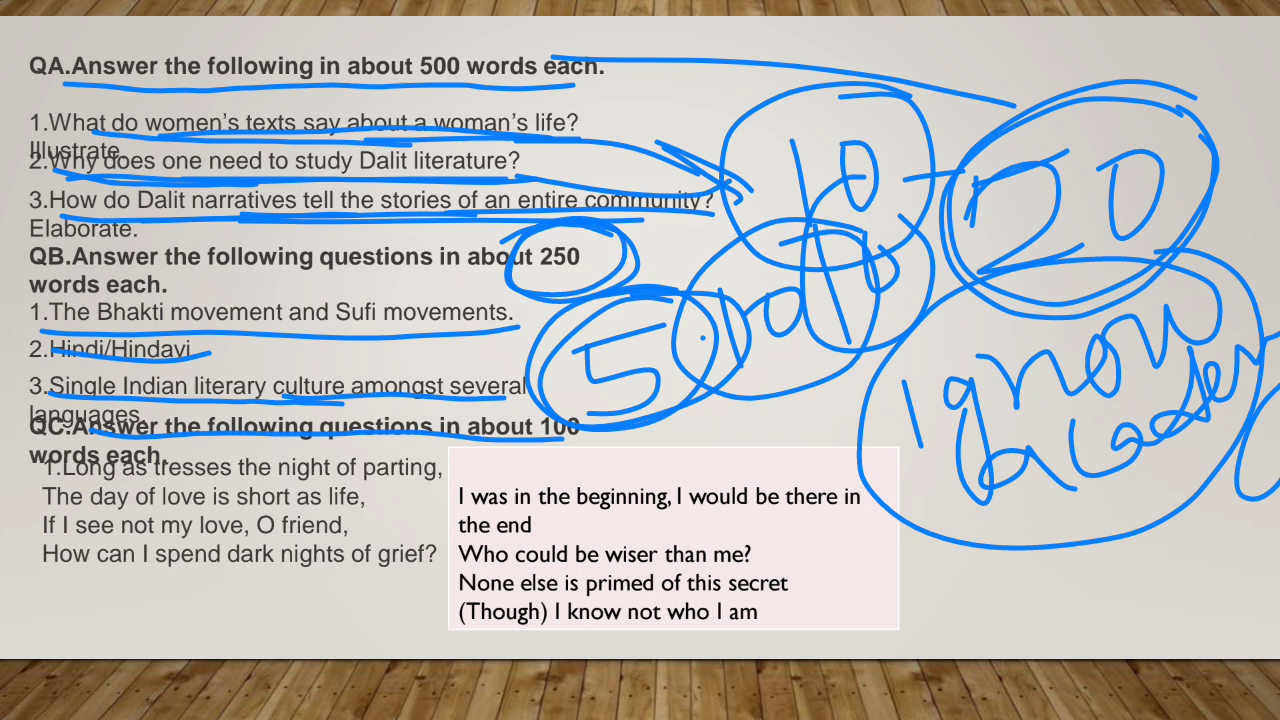 QA.Answer the following in about 500 words each.
1.What do women's texts say about a woman's life?
Illustrate.
2.Why does one need to study Dalit literature?
3.How do Dalit narratives tell the stories of an entire community?
Elaborate.
QB.Answer the following questions in about 250
words each.
1.The Bhakti movement and Sufi movements.
2.Hindi/Hindavi
3.Single Indian literary culture amongst several
languages.
QC.Answer the following questions in about 100
words each.
1.Long as tresses the night of parting,
The day of love is short as life,
If I see not my love, O friend,
How can I spend dark nights of grief?
I was in the beginning, I would be there in
the end
Who could be wiser than me?
None else is primed of this secret
(Though) I know not who I am
10
20
10
5
Ignou